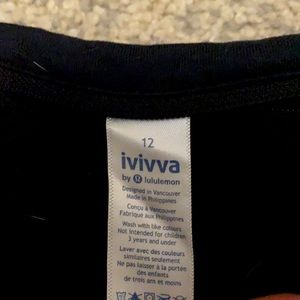 12
ivivva
by lululemon
Designed in Vancouver
Made in Philippines
Conçu à Vancouver
Fabriqué aux Philippines
Wash with like colours
Not intended for children
3 years and under
Laver avec des couleurs
similaires seulement
Ne pas laisser à la portée
des enfants
de trois ans et moins